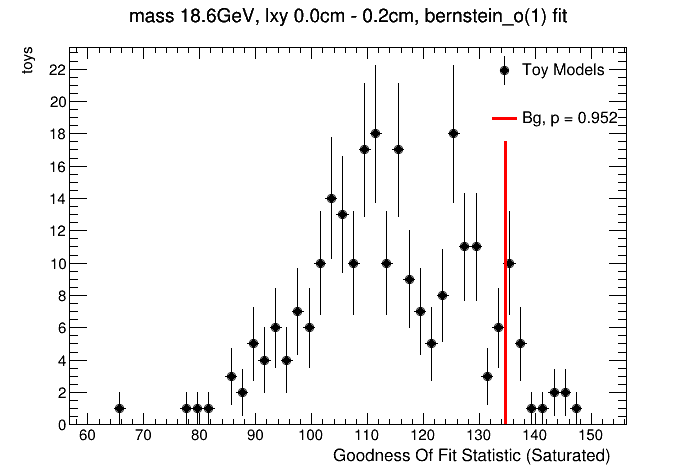 mass 18.6GeV, lxy 0.0cm - 0.2cm, bernstein_o(1) fit
toys
Toy Models
Bg, p = 0.952
22
20
18
16
14
12
10
8
6
4
2
0
60 70 80 90 100 110 120 130 140 150
Goodness Of Fit Statistic (Saturated)